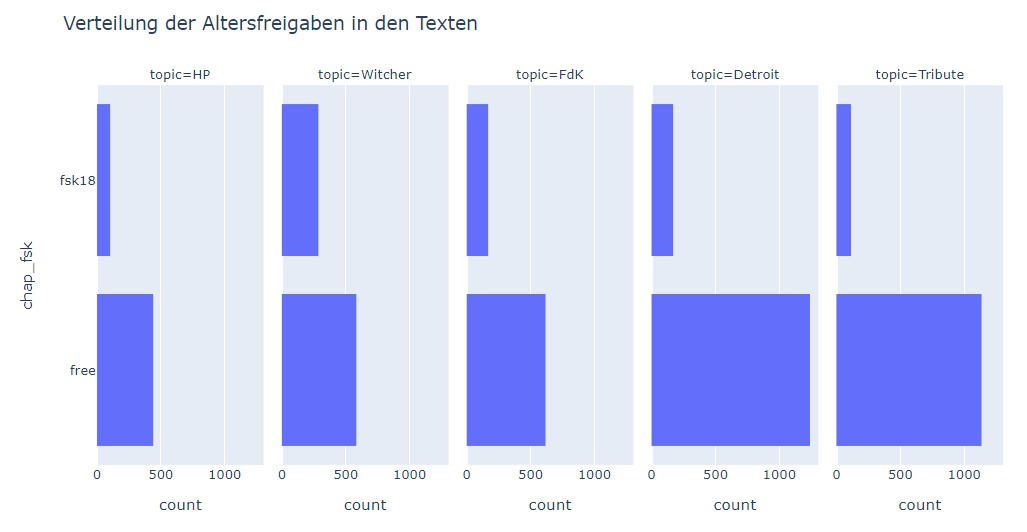 Verteilung der Altersfreigaben in den Texten
topic=HP topic=Witcher topic=FdK topic=Detroit topic=Tribute
fsk18
chap_fsk
free
0 500 1000 0 500 1000 0 500 1000 0 500 1000 0 500 1000
count count count count count